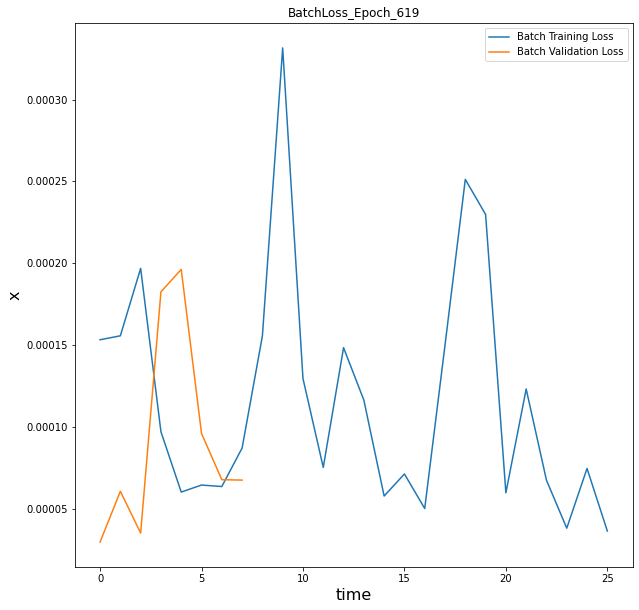 BatchLoss_Epoch_619
Batch Training Loss
Batch Validation Loss
0.00030
0.00025
0.00020
0.00015
0.00010
0.00005
x
0 5 10 15 20 25
time